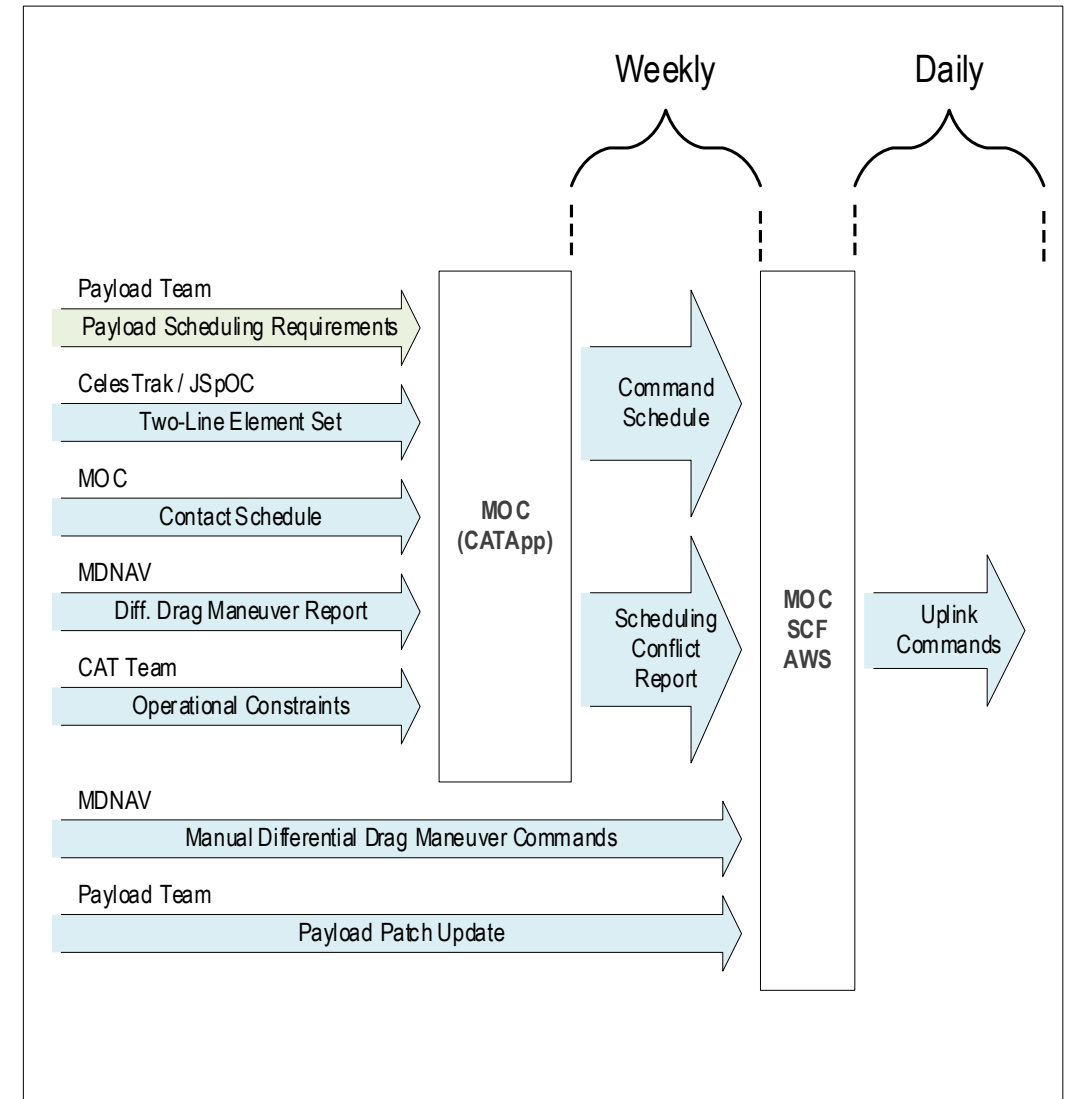 Weekly
Daily
Payload Team
Payload Scheduling Requirements
CelesTrak / JSpOC
Two-Line Element Set
MOC
Contact Schedule
MDNAV
Diff. Drag Maneuver Report
CAT Team
Operational Constraints
MOC
(CATApp)
Command
Schedule
Scheduling
Conflict
Report
MOC
SCF
AWS
Uplink
Commands
MDNAV
Manual Differential Drag Maneuver Commands
Payload Team
Payload Patch Update